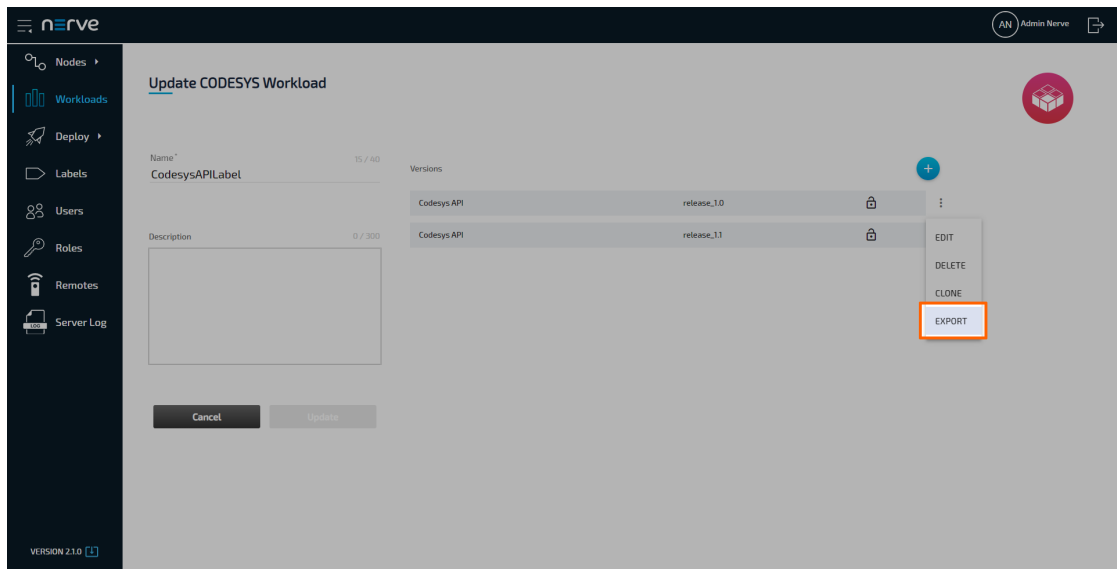 nerve
AN Admin Nerve
Nodes
Workloads
Deploy
Labels
Users
Roles
Remotes
LOG Server Log
VERSION 2.1.0
Update CODESYS Workload
Name* 15 / 40
CodesysAPILabel
Description 0 / 300
Cancel Update
Versions +
Codesys API release_1.0
Codesys API release_1.1
EDIT
DELETE
CLONE
EXPORT